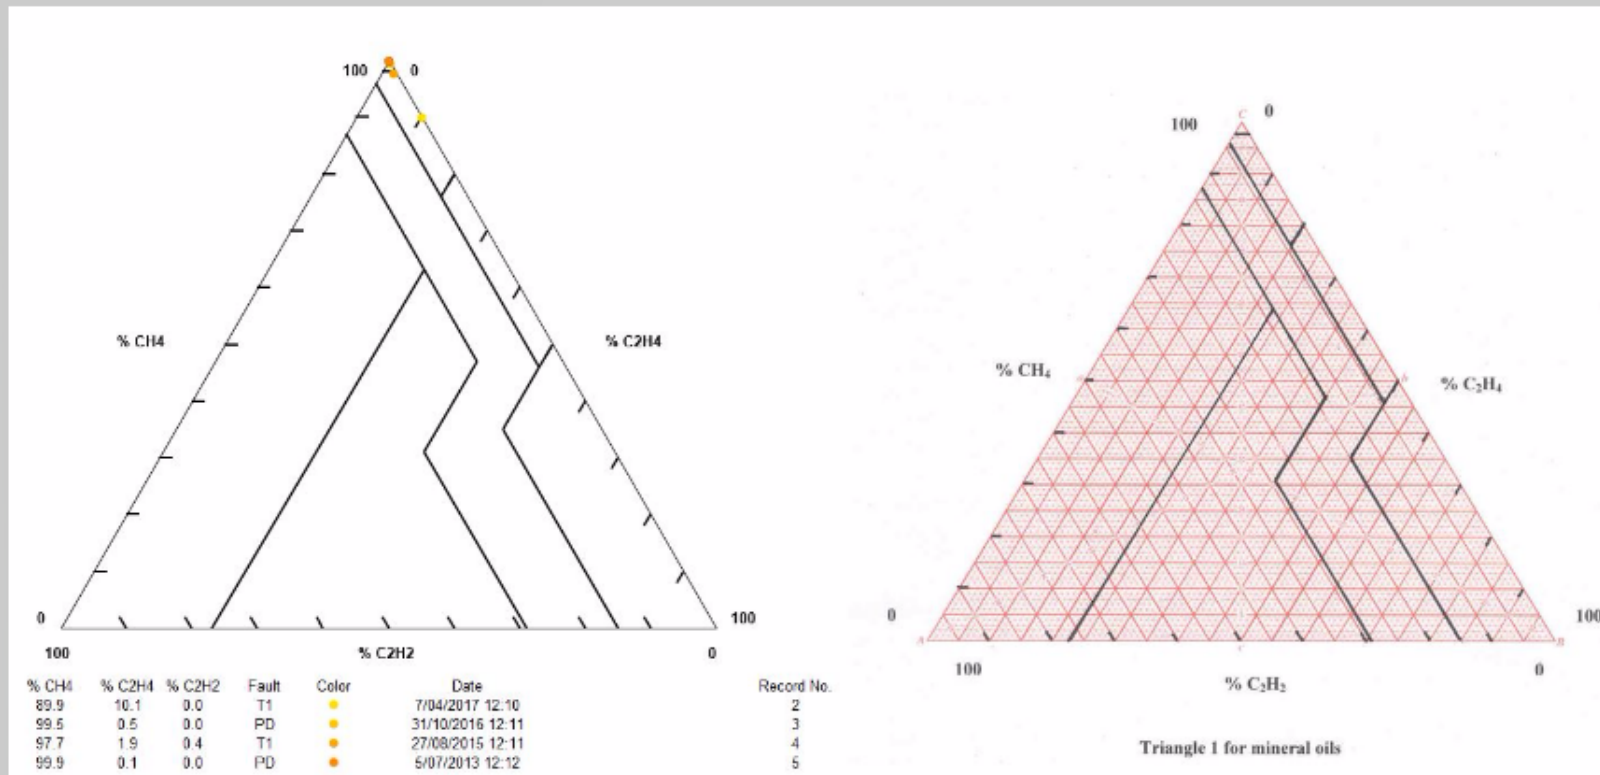 100 0
% CH4 % C2H4
0 100
100 % C2H2 0
% CH4 % C2H4 % C2H2 Fault Color Date Record No.
89.9 10.1 0.0 T1 7/04/2017 12:10 2
99.5 0.5 0.0 PD 31/10/2016 12:11 3
97.7 1.9 0.4 T1 27/08/2015 12:11 4
99.9 0.1 0.0 PD 5/07/2013 12:12 5
C
100 0
% CH₄ % C₂H₄
0 100
A B
100 0
% C₂H₂
Triangle 1 for mineral oils